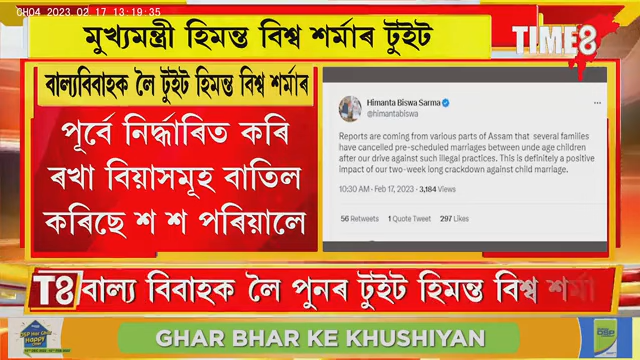 CH04 2023.02.17 13:19:35
মুখ্যমন্ত্ৰী হিমন্ত বিশ্ব শৰ্মাৰ টুইট
TIME8
বাল্যবিবাহক লৈ টুইট হিমন্ত বিশ্ব শৰ্মাৰ
পূৰ্বে নিৰ্দ্ধাৰিত কৰি
ৰখা বিয়াসমূহ বাতিল
কৰিছে শ শ পৰিয়ালে
Himanta Biswa Sarma
@himantabiswa
Reports are coming from various parts of Assam that several families
have cancelled pre-scheduled marriages between unde age children
after our drive against such illegal practices. This is definitely a positive
impact of our two-week long crackdown against child marriage.
10:30 AM - Feb 17, 2023 • 3,184 Views
56 Retweets 1 Quote Tweet 297 Likes
T8 বাল্য বিবাহক লৈ পুনৰ টুইট হিমন্ত বিশ্ব শৰ্মা
GHAR BHAR KE KHUSHIYAN